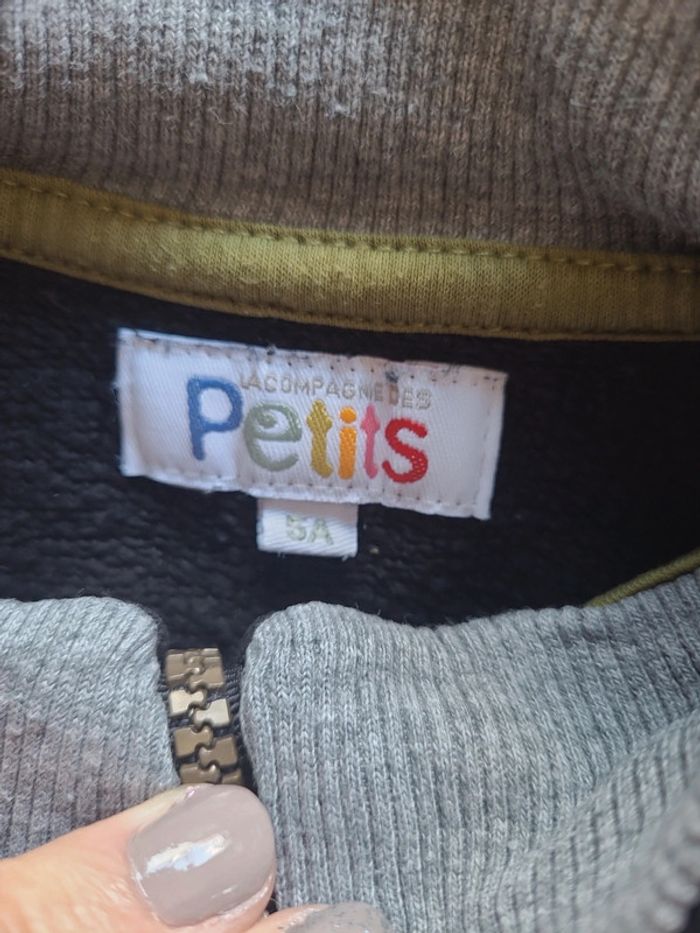 LA COMPAGNIE DES
Petits
5A